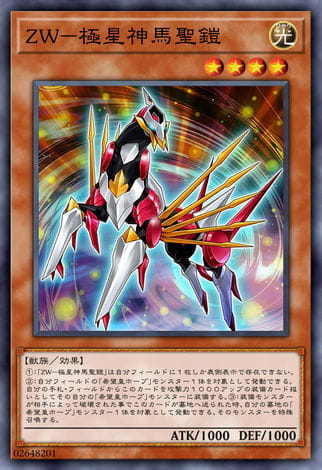 ZW－極星神馬聖鎧
光
【獣族／効果】
①：「ZW－極星神馬聖鎧」は自分フィールドに１枚しか表側表示で存在できない。
②：自分フィールドの「希望皇ホープ」モンスター１体を対象として発動できる。
自分の手札・フィールドからこのカードを攻撃力１０００アップの装備カード扱
いとしてその自分の「希望皇ホープ」モンスターに装備する。③：装備モンスター
が相手によって破壊された事でこのカードが墓地へ送られた時、自分の墓地の「
希望皇ホープ」モンスター１体を対象として発動できる。そのモンスターを特殊
召喚する。
ATK/1000 DEF/1000
02648201